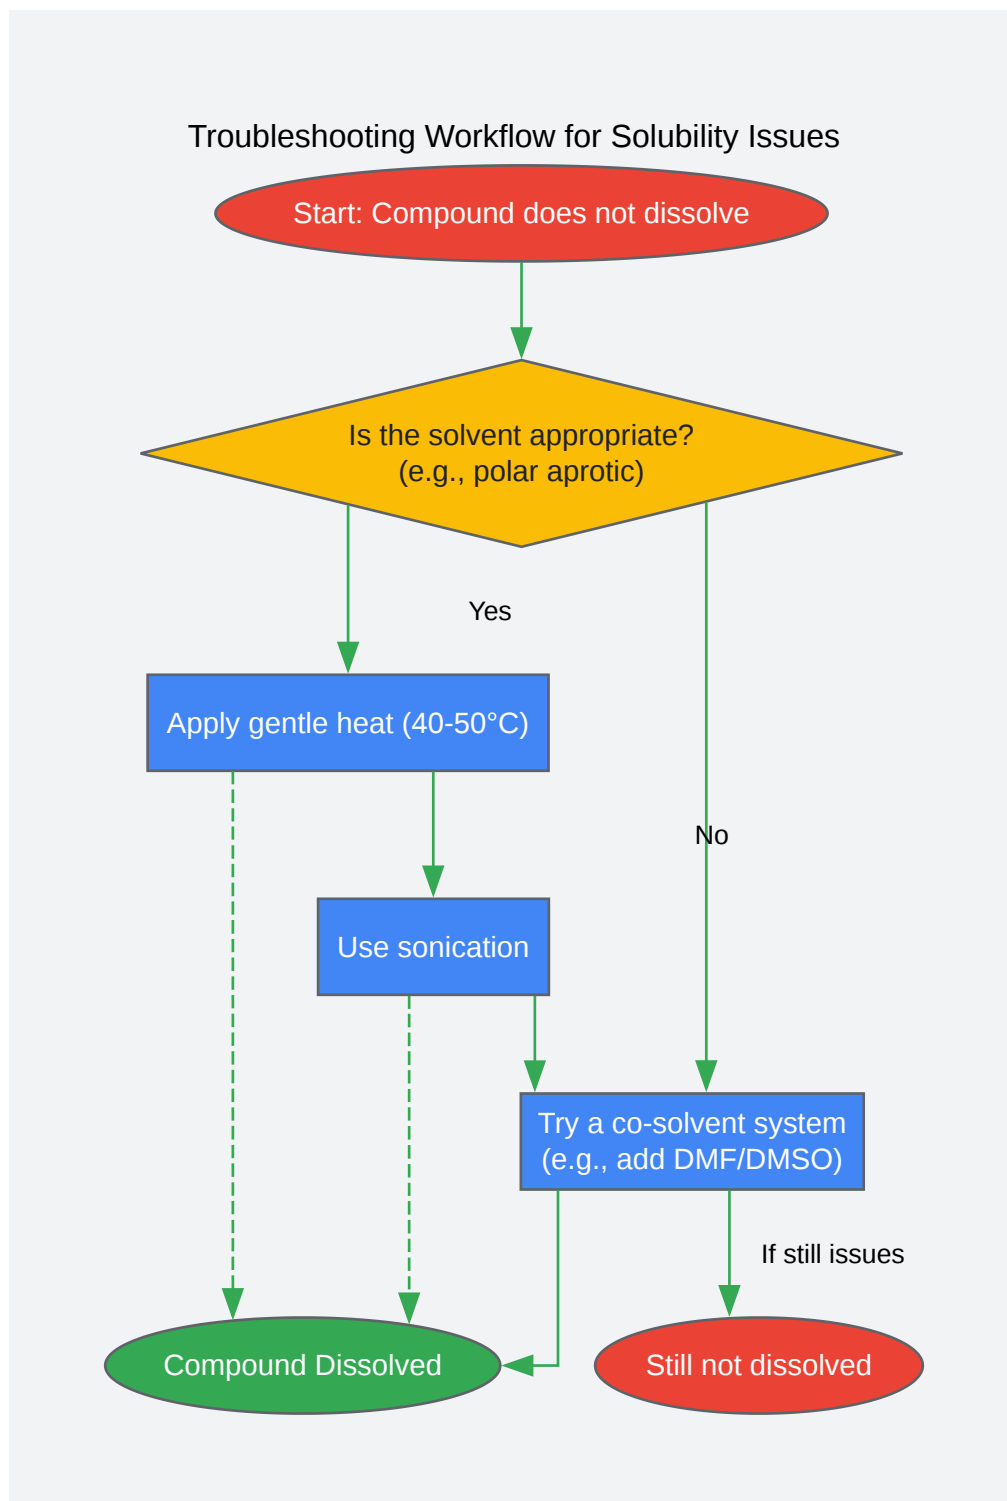 Troubleshooting Workflow for Solubility Issues
Start: Compound does not dissolve
Is the solvent appropriate?
(e.g., polar aprotic)
Yes
Apply gentle heat (40-50°C)
No
Use sonication
Try a co-solvent system
(e.g., add DMF/DMSO)
If still issues
Compound Dissolved
Still not dissolved